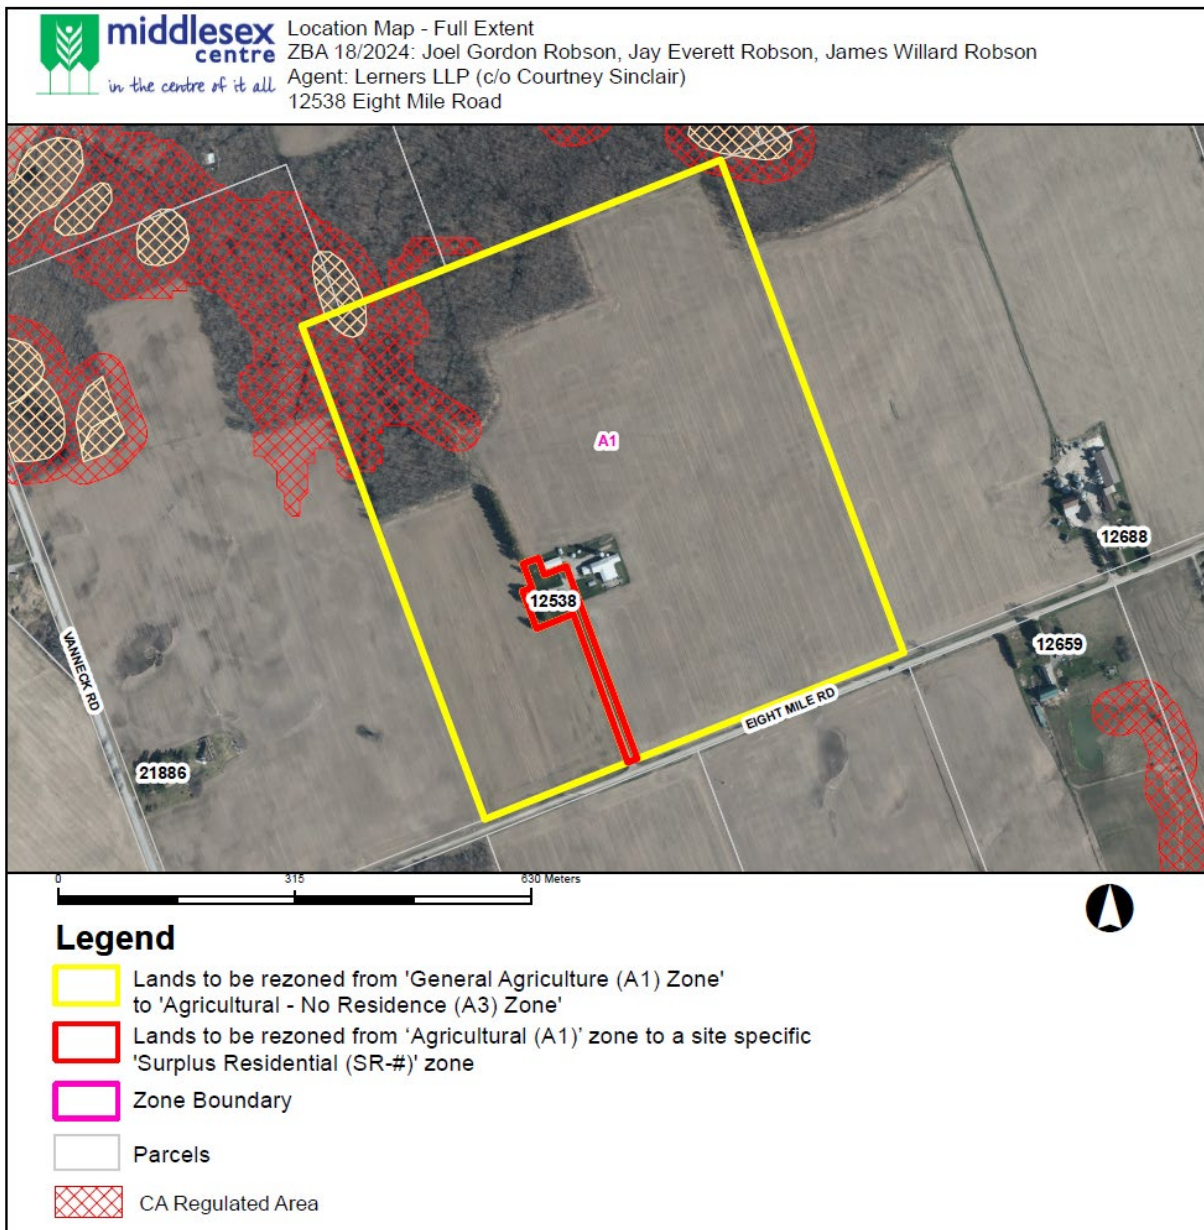 middlesex
centre
in the centre of it all
Location Map - Full Extent
ZBA 18/2024: Joel Gordon Robson, Jay Everett Robson, James Willard Robson
Agent: Lerners LLP (c/o Courtney Sinclair)
12538 Eight Mile Road
A1
12688
12538
12659
VANNECK RD
EIGHT MILE RD
21886
0 315 630 Meters
Legend
Lands to be rezoned from 'General Agriculture (A1) Zone'
to 'Agricultural - No Residence (A3) Zone'
Lands to be rezoned from ‘Agricultural (A1)’ zone to a site specific
'Surplus Residential (SR-#)' zone
Zone Boundary
Parcels
CA Regulated Area